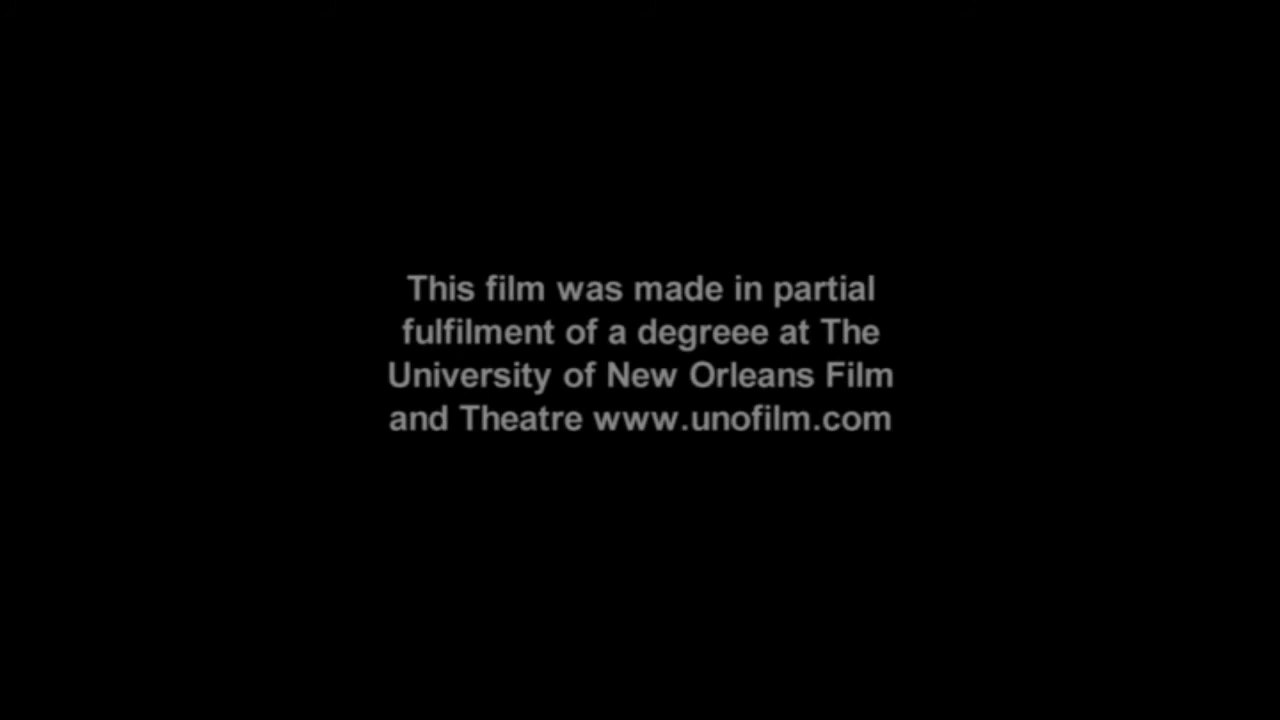 This film was made in partial
fulfilment of a degreee at The
University of New Orleans Film
and Theatre www.unofilm.com